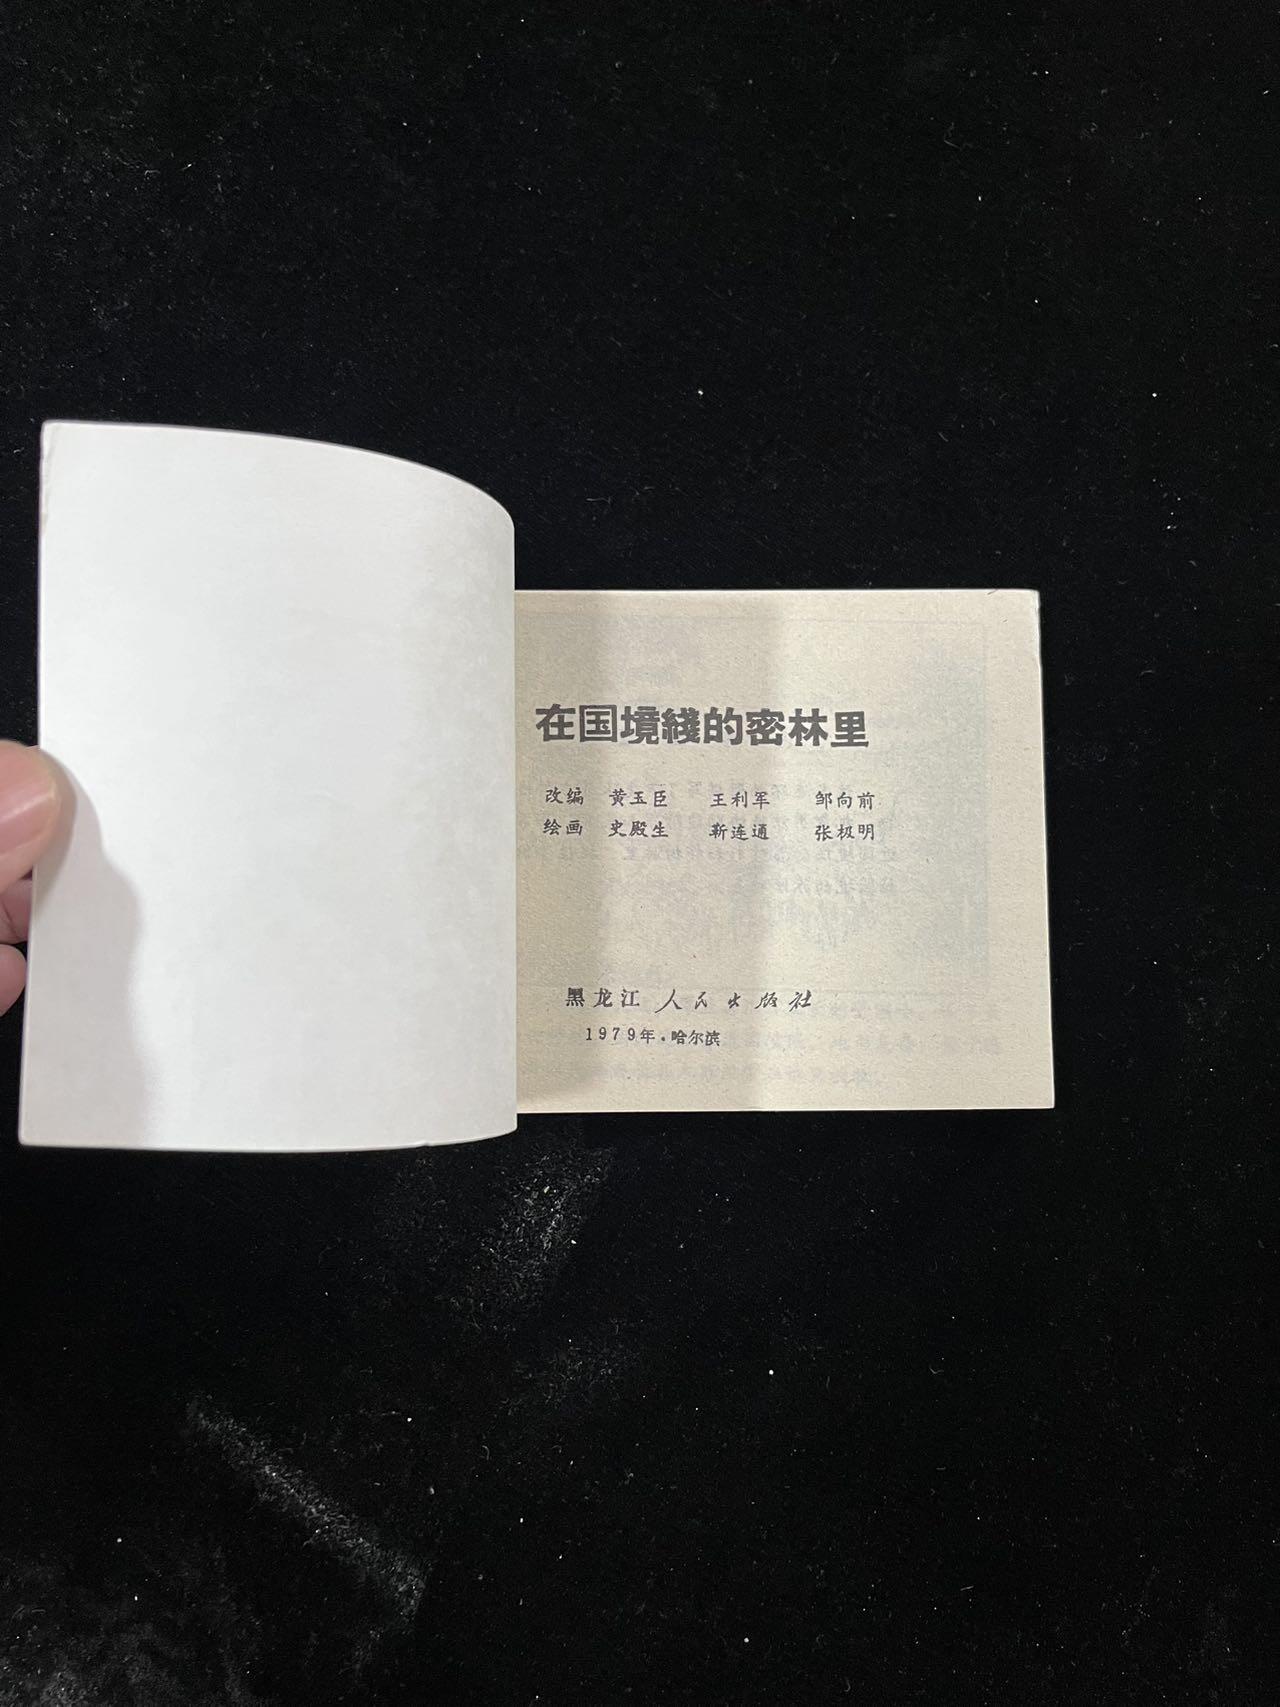 在国境綫的密林里
改编 黄玉臣 王利军 邹向前
绘画 史殿生 靳连通 张极明
黑龙江人民出版社
1979年·哈尔滨